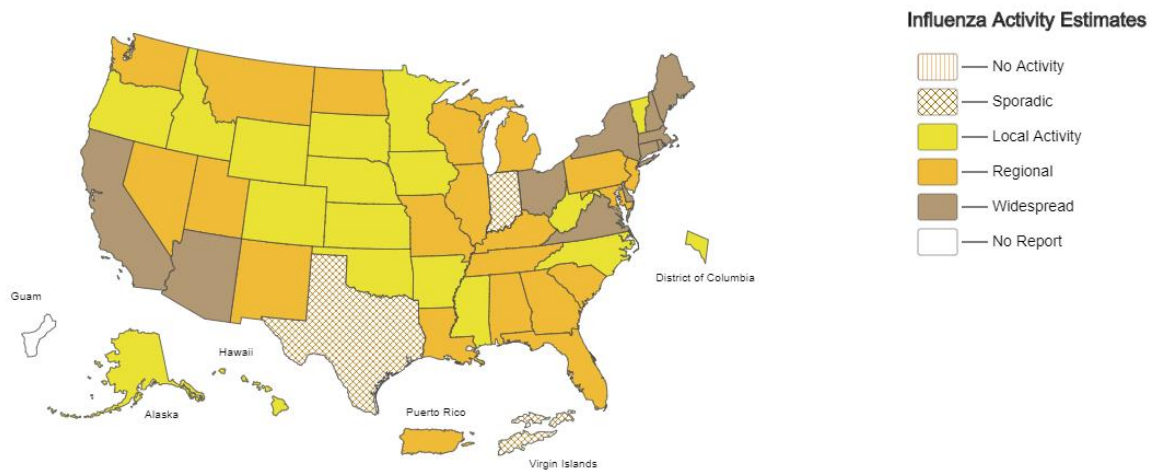 Influenza Activity Estimates
No Activity
Sporadic
Local Activity
Regional
Widespread
No Report
District of Columbia
Guam
Hawaii
Alaska
Puerto Rico
Virgin Islands